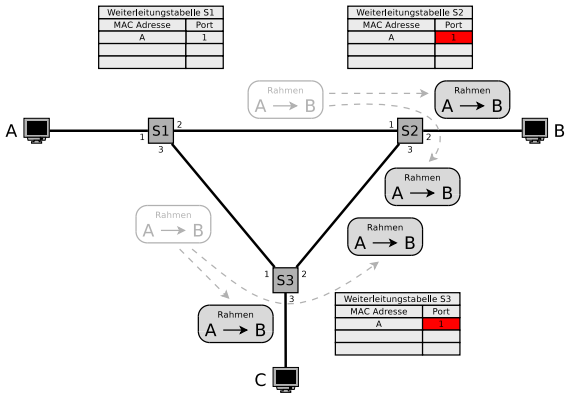 Weiterleitungstabelle S1
MAC Adresse Port
A 1
Weiterleitungstabelle S2
MAC Adresse Port
A 1
Rahmen
A B
Rahmen
A B
A
1
S1
2
3
1
S2
2
3
B
Rahmen
A B
Rahmen
A B
Rahmen
A B
1
S3
2
3
Rahmen
A B
Weiterleitungstabelle S3
MAC Adresse Port
A 1
C